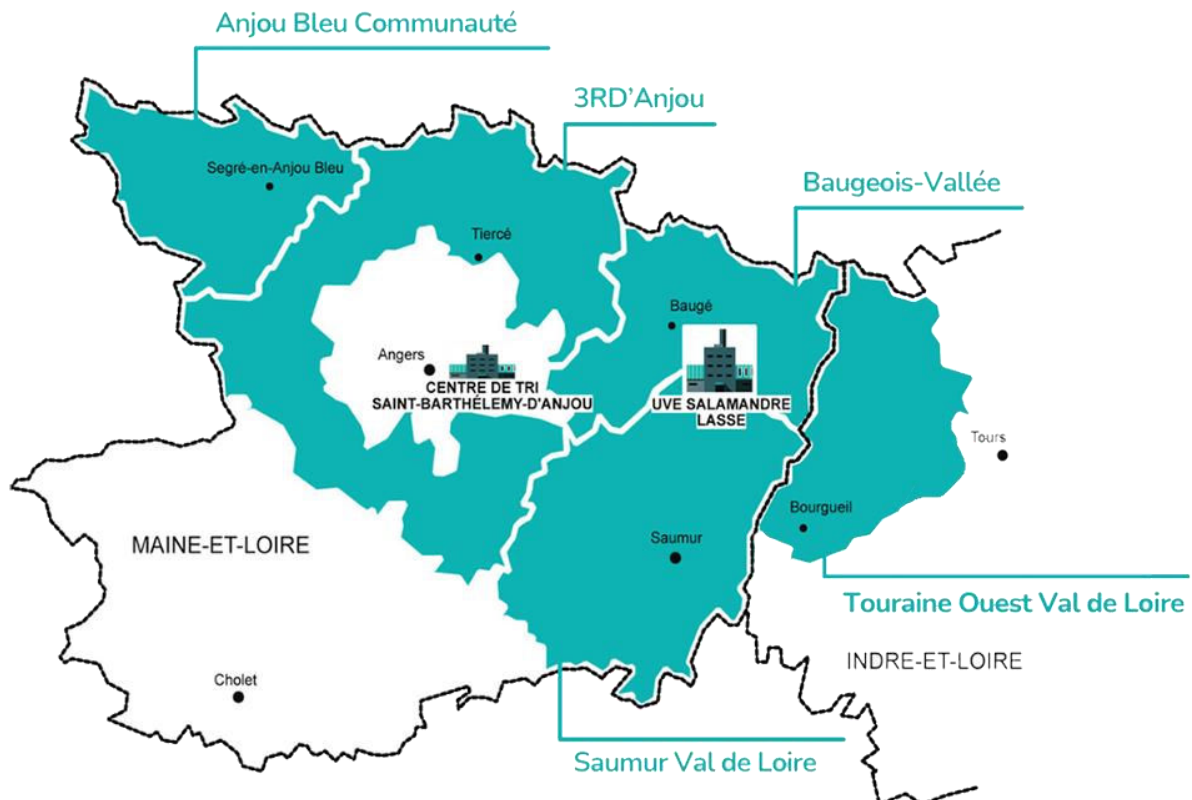 Anjou Bleu Communauté
3RD'Anjou
Baugeois-Vallée
Segré-en-Anjou Bleu
Tiercé
Baugé
Angers
CENTRE DE TRI
SAINT-BARTHÉLEMY-D'ANJOU
UVE SALAMANDRE
LASSE
Tours
Bourgueil
MAINE-ET-LOIRE
Saumur
Touraine Ouest Val de Loire
INDRE-ET-LOIRE
Cholet
Saumur Val de Loire